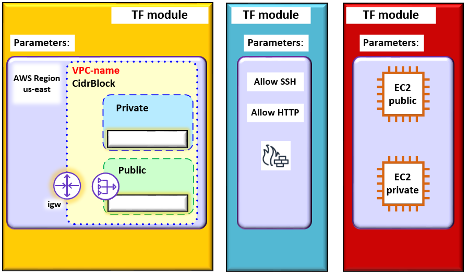 TF module
Parameters:
AWS Region
us-east
VPC-name
CidrBlock
Private
Public
igw
TF module
Parameters:
Allow SSH
Allow HTTP
TF module
Parameters:
EC2
public
EC2
private